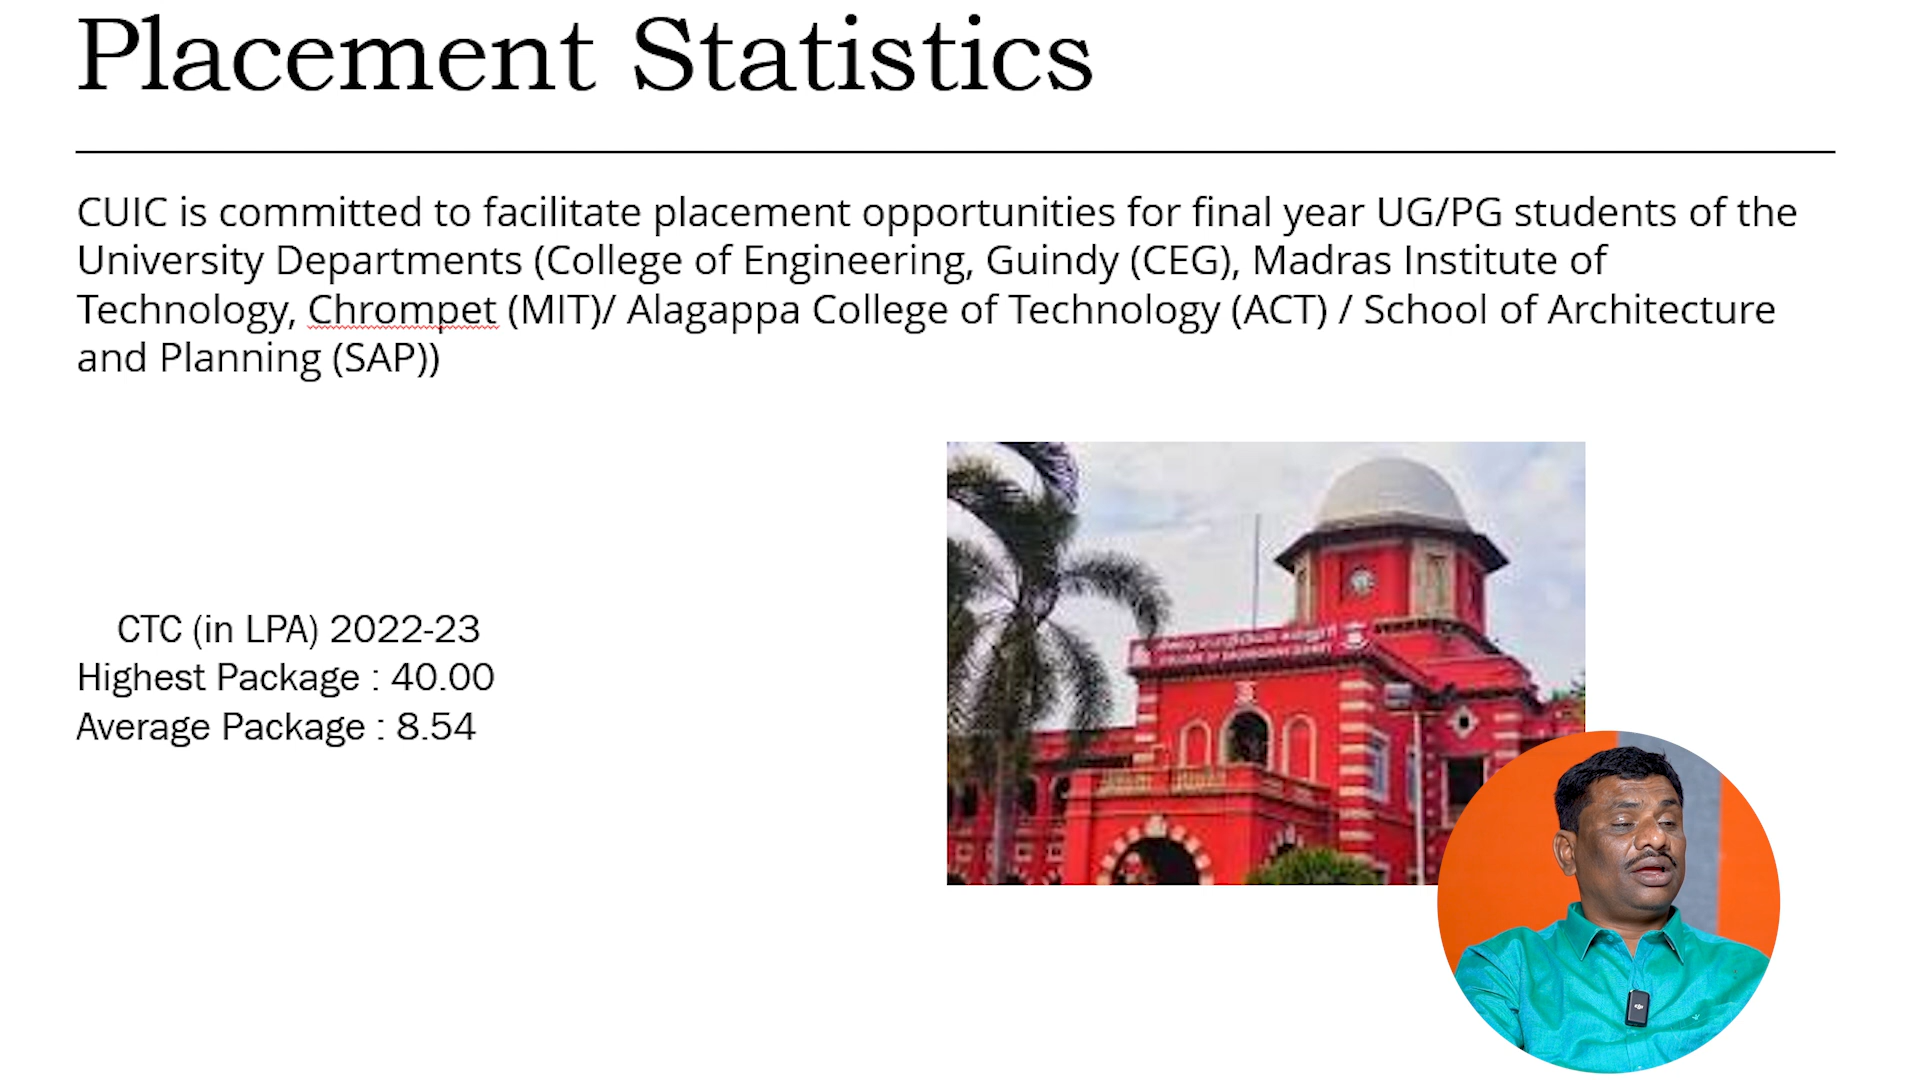 Placement Statistics
CUIC is committed to facilitate placement opportunities for final year UG/PG students of the
University Departments (College of Engineering, Guindy (CEG), Madras Institute of
Technology, Chrompet (MIT)/ Alagappa College of Technology (ACT) / School of Architecture
and Planning (SAP))
CTC (in LPA) 2022-23
Highest Package : 40.00
Average Package : 8.54